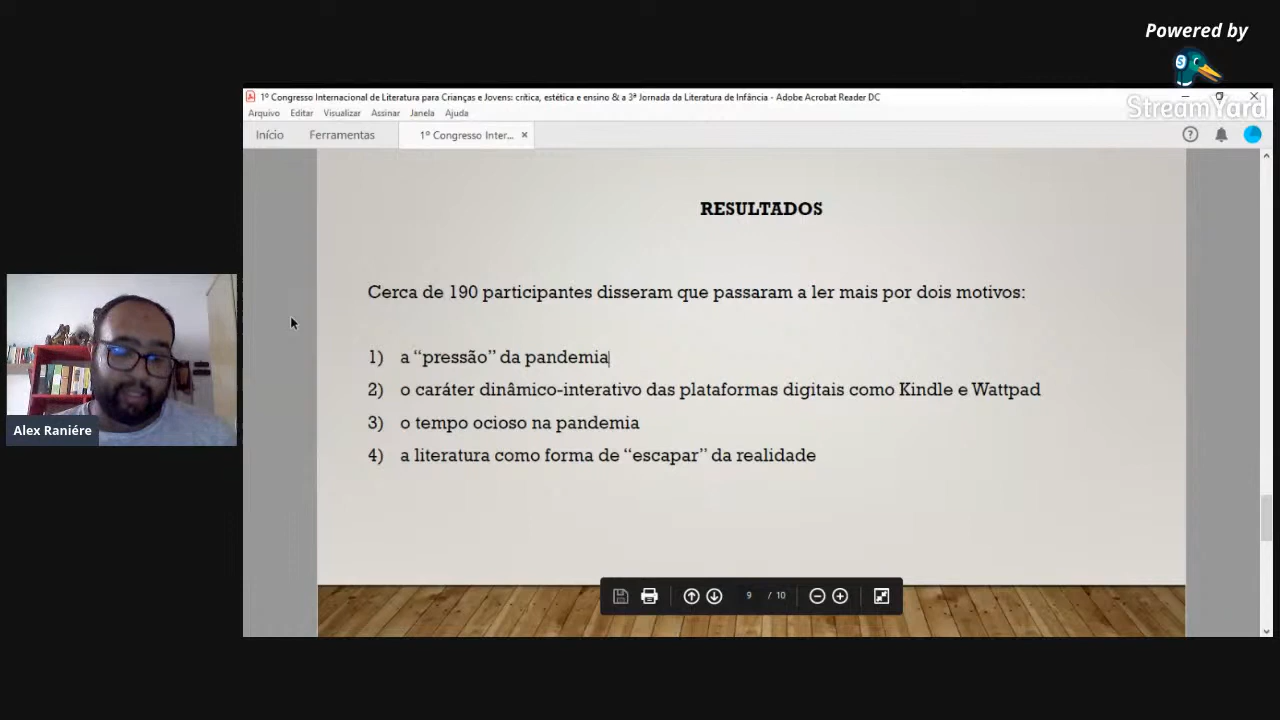 Powered by
StreamYard
1º Congresso Internacional de Literatura para Crianças e Jovens: crítica, estética e ensino & a 3ª Jornada da Literatura de Infância - Adobe Acrobat Reader DC
Arquivo Editar Visualizar Assinar Janela Ajuda
Início Ferramentas 1º Congresso Inter...
RESULTADOS
Cerca de 190 participantes disseram que passaram a ler mais por dois motivos:
1) a “pressão” da pandemia
2) o caráter dinâmico-interativo das plataformas digitais como Kindle e Wattpad
3) o tempo ocioso na pandemia
4) a literatura como forma de “escapar” da realidade
Alex Raniére
9 / 10